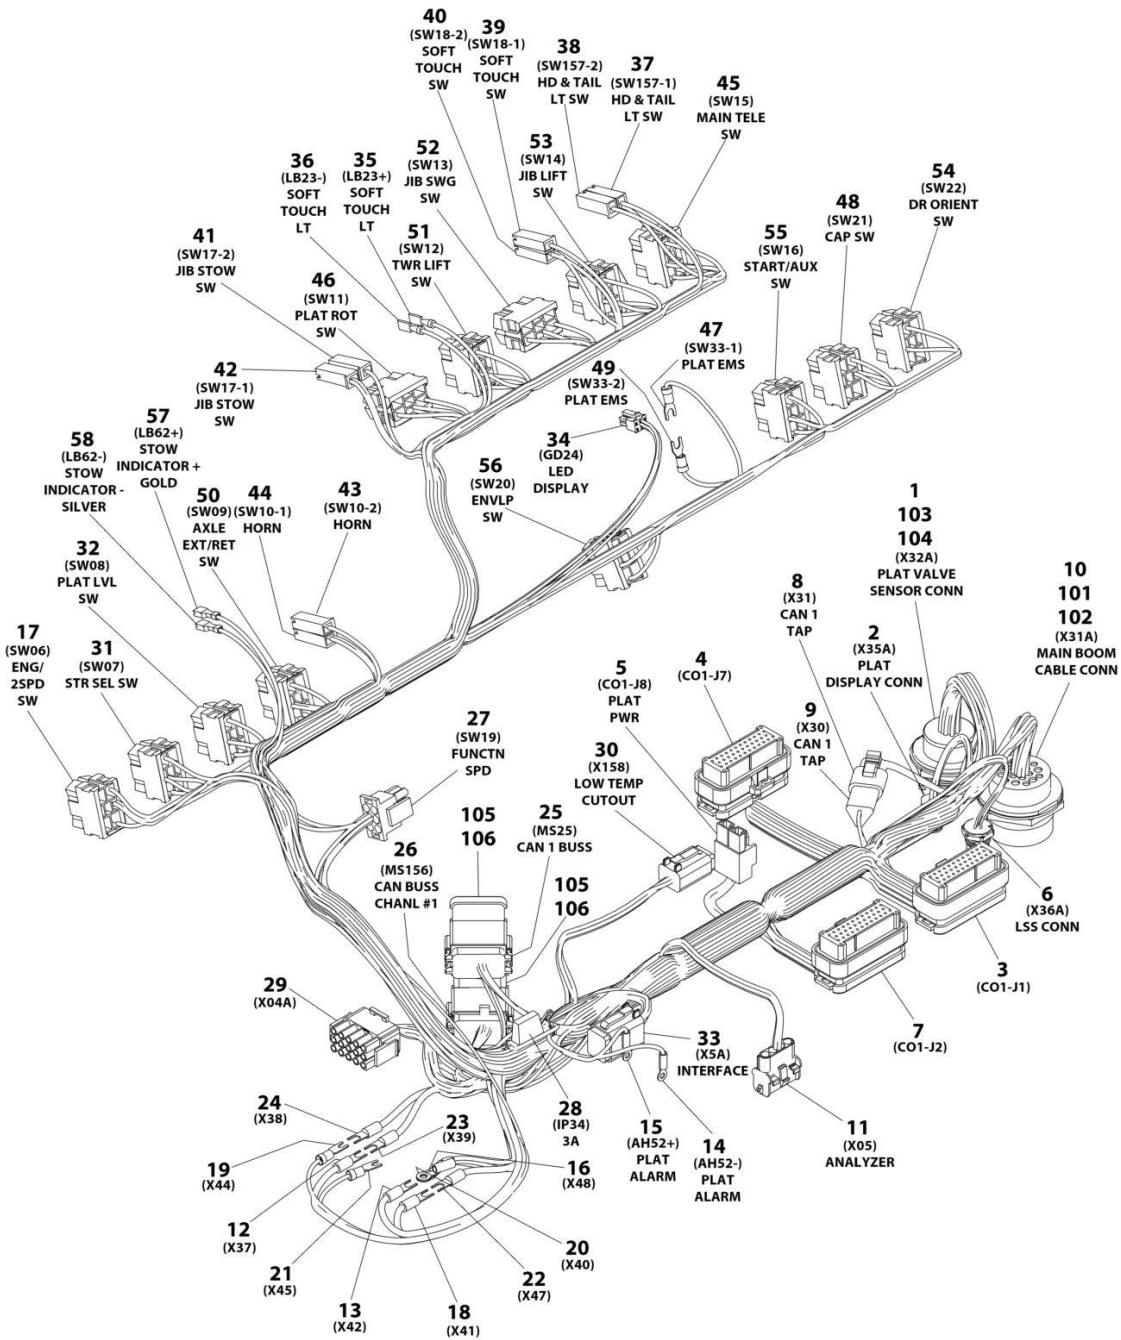 40
(SW18-2)
SOFT
TOUCH
SW
39
(SW18-1)
SOFT
TOUCH
SW
38
(SW157-2)
HD & TAIL
LT SW
37
(SW157-1)
HD & TAIL
LT SW
45
(SW15)
MAIN TELE
SW
36
(LB23-)
SOFT
TOUCH
LT
35
(LB23+)
SOFT
TOUCH
LT
52
(SW13)
JIB SWG
SW
53
(SW14)
JIB LIFT
SW
54
(SW22)
DR ORIENT
SW
48
(SW21)
CAP SW
55
(SW16)
START/AUX
SW
41
(SW17-2)
JIB STOW
SW
46
(SW11)
PLAT ROT
SW
51
(SW12)
TWR LIFT
SW
47
(SW33-1)
PLAT EMS
49
(SW33-2)
PLAT EMS
42
(SW17-1)
JIB STOW
SW
57
(LB62+)
STOW
INDICATOR +
GOLD
58
(LB62-)
STOW
INDICATOR -
SILVER
34
(GD24)
LED
DISPLAY
56
(SW20)
ENVLP
SW
50
(SW09)
AXLE
EXT/RET
SW
44
(SW10-1)
HORN
43
(SW10-2)
HORN
32
(SW08)
PLAT LVL
SW
31
(SW07)
STR SEL SW
17
(SW06)
ENG/
2SPD
SW
1
103
104
(X32A)
PLAT VALVE
SENSOR CONN
10
101
102
(X31A)
MAIN BOOM
CABLE CONN
8
(X31)
CAN 1
TAP
2
(X35A)
PLAT
DISPLAY CONN
9
(X30)
CAN 1
TAP
4
(CO1-J7)
5
(CO1-J8)
PLAT
PWR
30
(X158)
LOW TEMP
CUTOUT
27
(SW19)
FUNCTN
SPD
105
106
25
(MS25)
CAN 1 BUSS
26
(MS156)
CAN BUSS
CHANL #1
105
106
6
(X36A)
LSS CONN
3
(CO1-J1)
7
(CO1-J2)
29
(X04A)
33
(X5A)
INTERFACE
11
(X05)
ANALYZER
28
(IP34)
3A
15
(AH52+)
PLAT
ALARM
14
(AH52-)
PLAT
ALARM
24
(X38)
23
(X39)
19
(X44)
16
(X48)
12
(X37)
20
(X40)
21
(X45)
22
(X47)
13
(X42)
18
(X41)